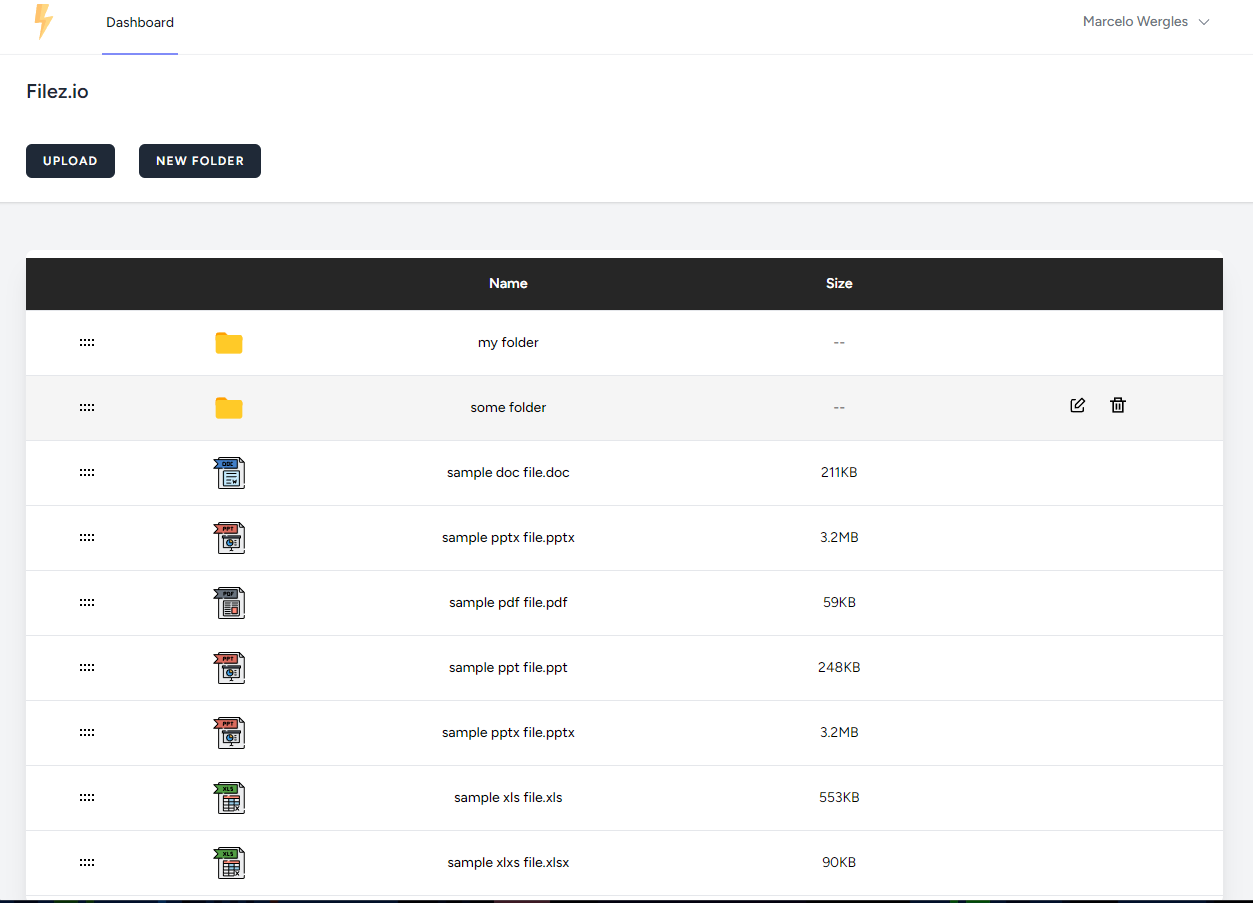 Dashboard
Marcelo Wergles
Filez.io
UPLOAD
NEW FOLDER
Name Size
my folder --
some folder --
DOC sample doc file.doc 211KB
PPT sample pptx file.pptx 3.2MB
PDF sample pdf file.pdf 59KB
PPT sample ppt file.ppt 248KB
PPT sample pptx file.pptx 3.2MB
XLS sample xls file.xls 553KB
XLS sample xlxs file.xlsx 90KB